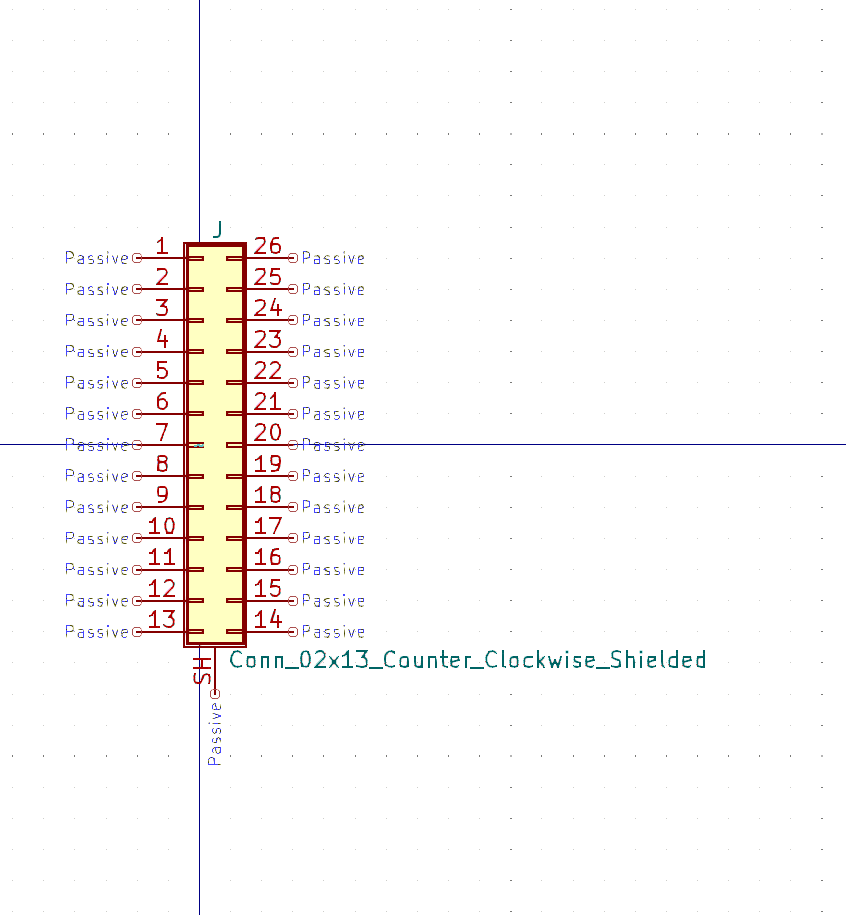 J
Passive 1 26 Passive
Passive 2 25 Passive
Passive 3 24 Passive
Passive 4 23 Passive
Passive 5 22 Passive
Passive 6 21 Passive
Passive 7 20 Passive
Passive 8 19 Passive
Passive 9 18 Passive
Passive 10 17 Passive
Passive 11 16 Passive
Passive 12 15 Passive
Passive 13 14 Passive
SH Conn_02x13_Counter_Clockwise_Shielded
Passive